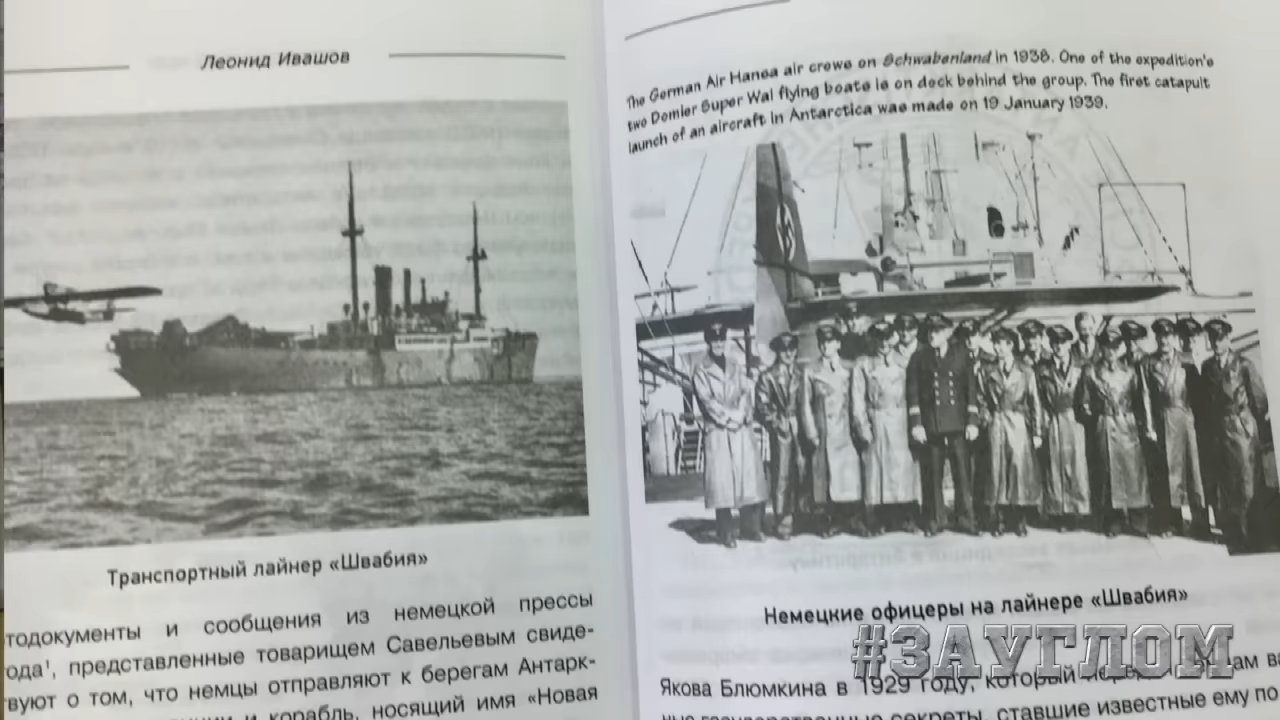 Леонид Ивашов
Транспортный лайнер «Швабия»
тодокументы и сообщения из немецкой прессы
ода¹, представленные товарищем Савельевым свиде-
вуют о том, что немцы отправляют к берегам Антарк-
и корабль, носящий имя «Новая
The German Air Hansa air crews on Schwabenland in 1938. One of the expedition's
two Dornier Super Wal flying boats is on dock behind the group. The first catapult
launch of an aircraft in Antarctica was made on 19 January 1939.
Немецкие офицеры на лайнере «Швабия»
#ЗАУГЛОМ
Якова Блюмкина в 1929 году, который
секреты, ставшие известные ему по